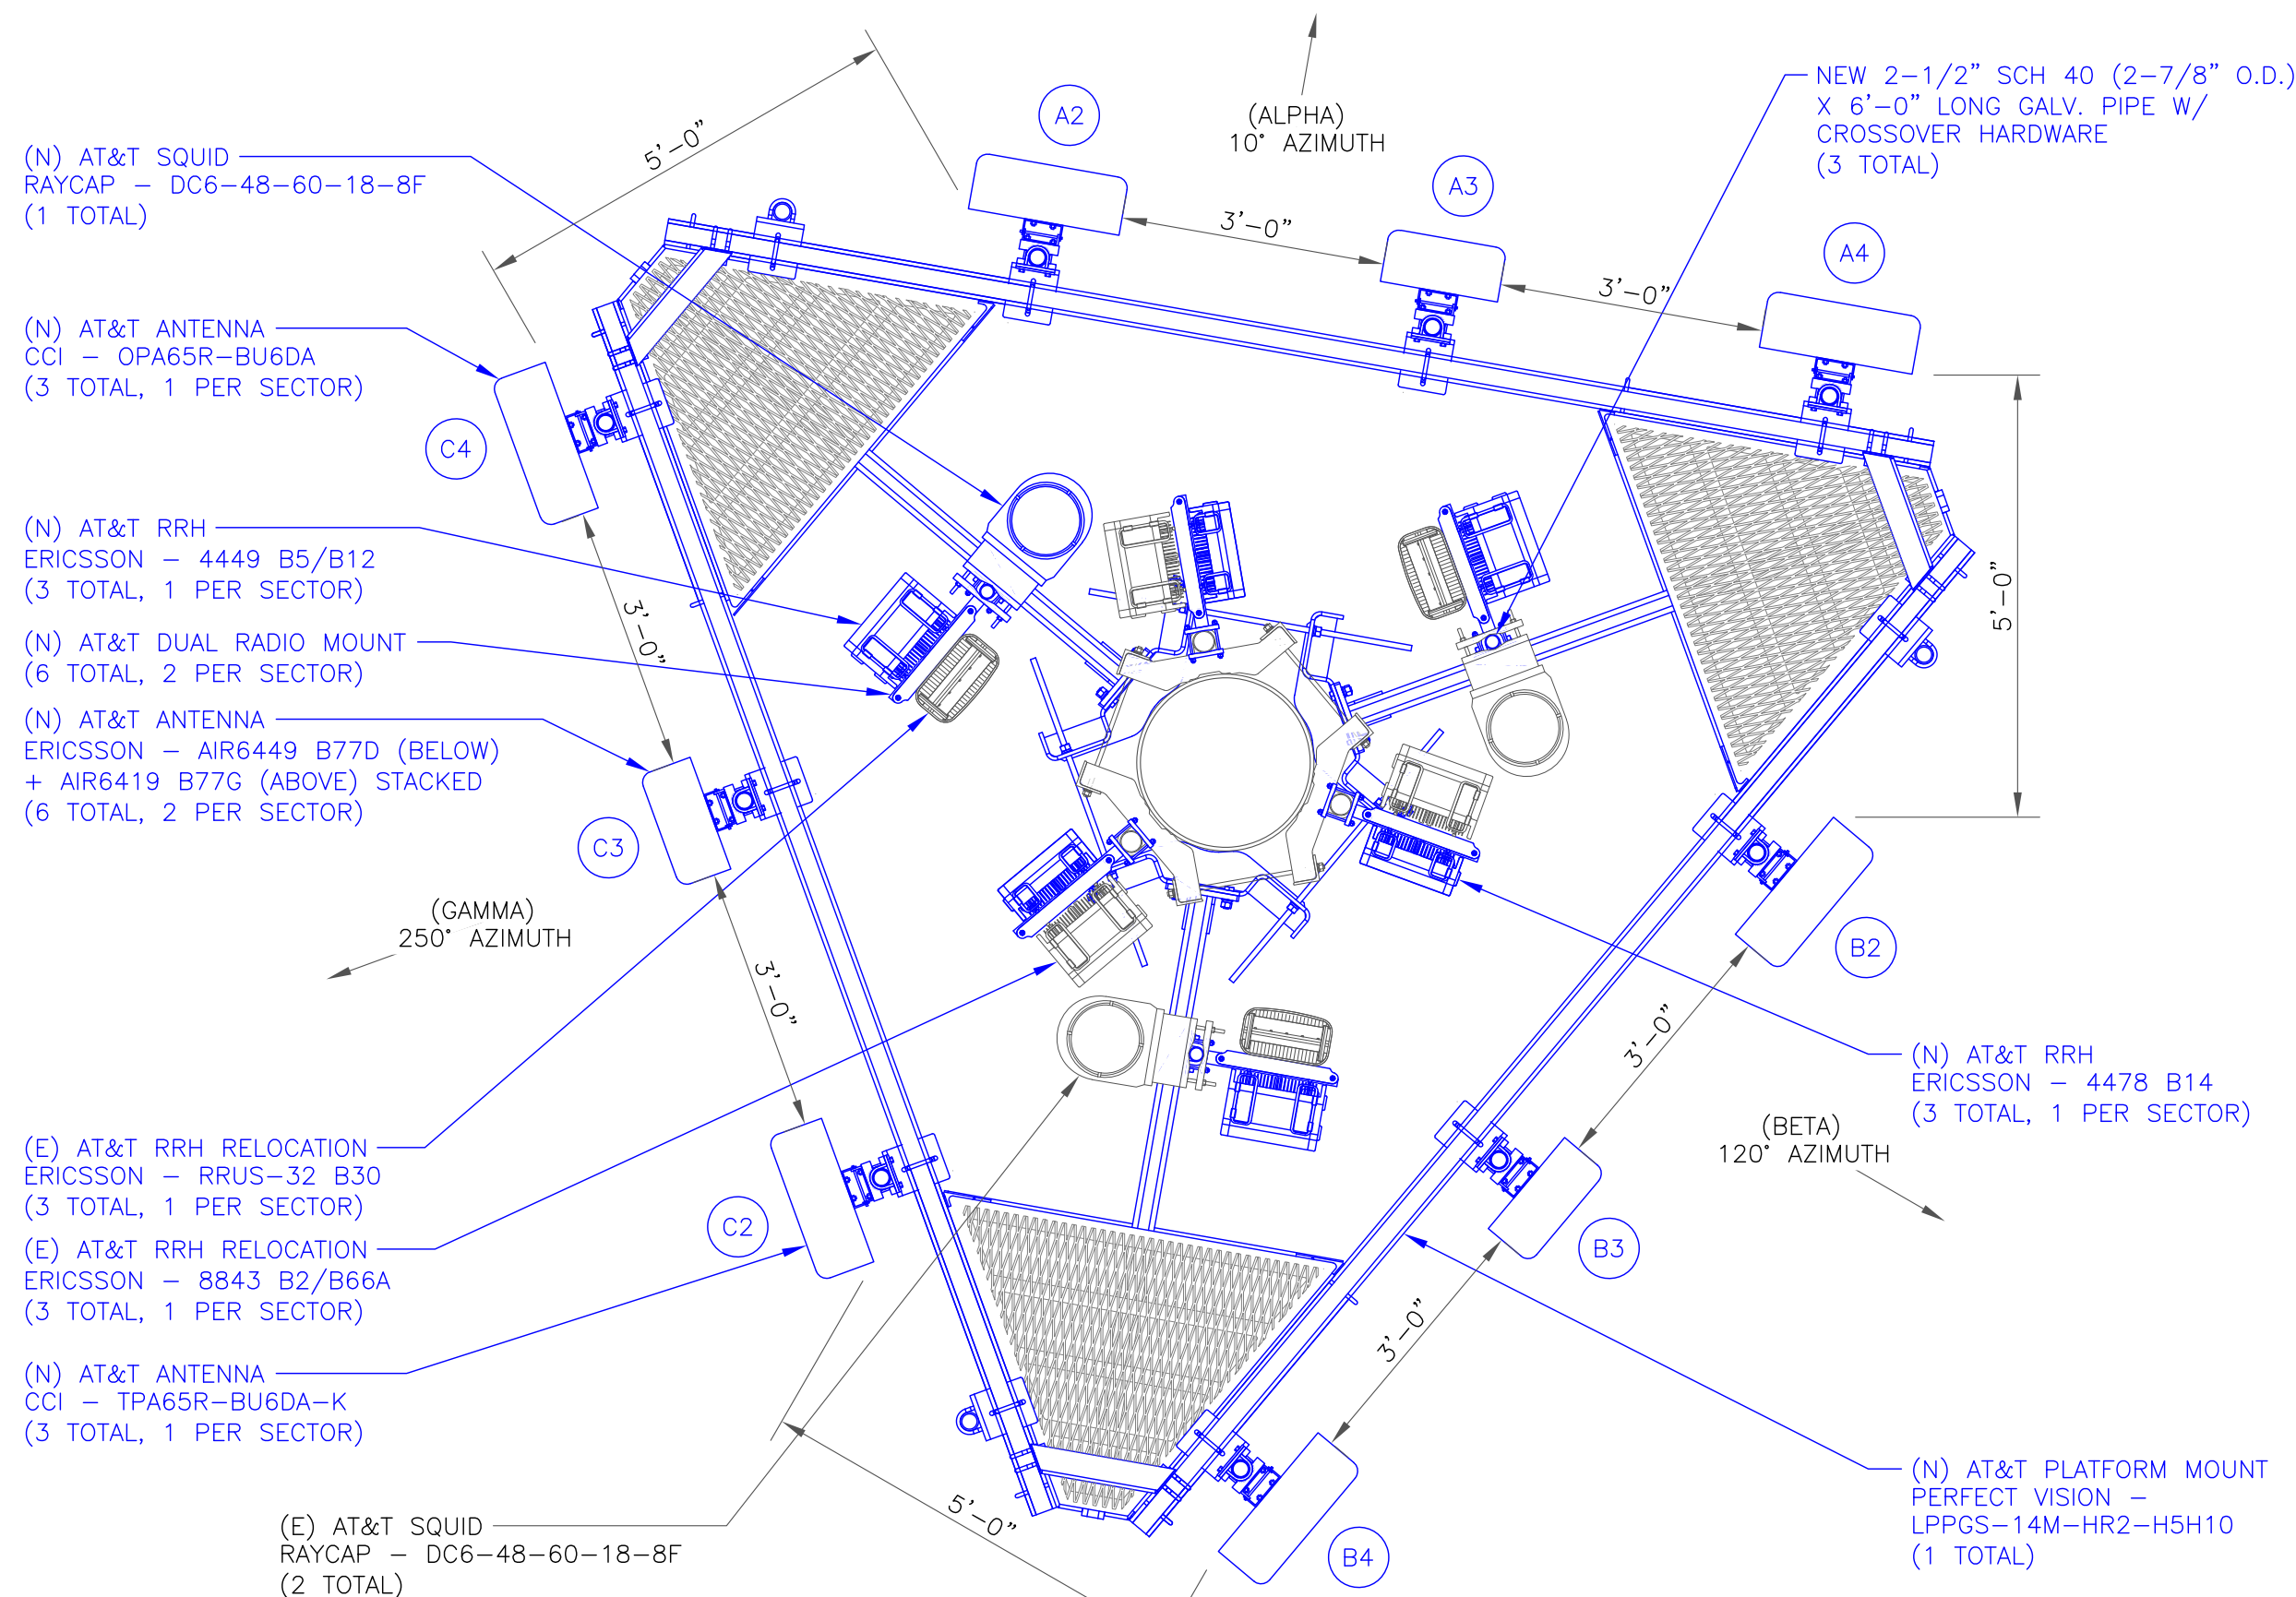 (N) AT&T SQUID
RAYCAP - DC6-48-60-18-8F
(1 TOTAL)
(N) AT&T ANTENNA
CCI - OPA65R-BU6DA
(3 TOTAL, 1 PER SECTOR)
(N) AT&T RRH
ERICSSON - 4449 B5/B12
(3 TOTAL, 1 PER SECTOR)
(N) AT&T DUAL RADIO MOUNT
(6 TOTAL, 2 PER SECTOR)
(N) AT&T ANTENNA
ERICSSON - AIR6449 B77D (BELOW)
+ AIR6419 B77G (ABOVE) STACKED
(6 TOTAL, 2 PER SECTOR)
(GAMMA)
250° AZIMUTH
(E) AT&T RRH RELOCATION
ERICSSON - RRUS-32 B30
(3 TOTAL, 1 PER SECTOR)
(E) AT&T RRH RELOCATION
ERICSSON - 8843 B2/B66A
(3 TOTAL, 1 PER SECTOR)
(N) AT&T ANTENNA
CCI - TPA65R-BU6DA-K
(3 TOTAL, 1 PER SECTOR)
(E) AT&T SQUID
RAYCAP - DC6-48-60-18-8F
(2 TOTAL)
5'-0"
A2
(ALPHA)
10° AZIMUTH
3'-0"
A3
3'-0"
A4
NEW 2-1/2" SCH 40 (2-7/8" O.D.)
X 6'-0" LONG GALV. PIPE W/
CROSSOVER HARDWARE
(3 TOTAL)
5'-0"
C4
3'-0"
C3
3'-0"
C2
5'-0"
B2
3'-0"
B3
3'-0"
B4
(N) AT&T RRH
ERICSSON - 4478 B14
(3 TOTAL, 1 PER SECTOR)
(BETA)
120° AZIMUTH
(N) AT&T PLATFORM MOUNT
PERFECT VISION -
LPPGS-14M-HR2-H5H10
(1 TOTAL)